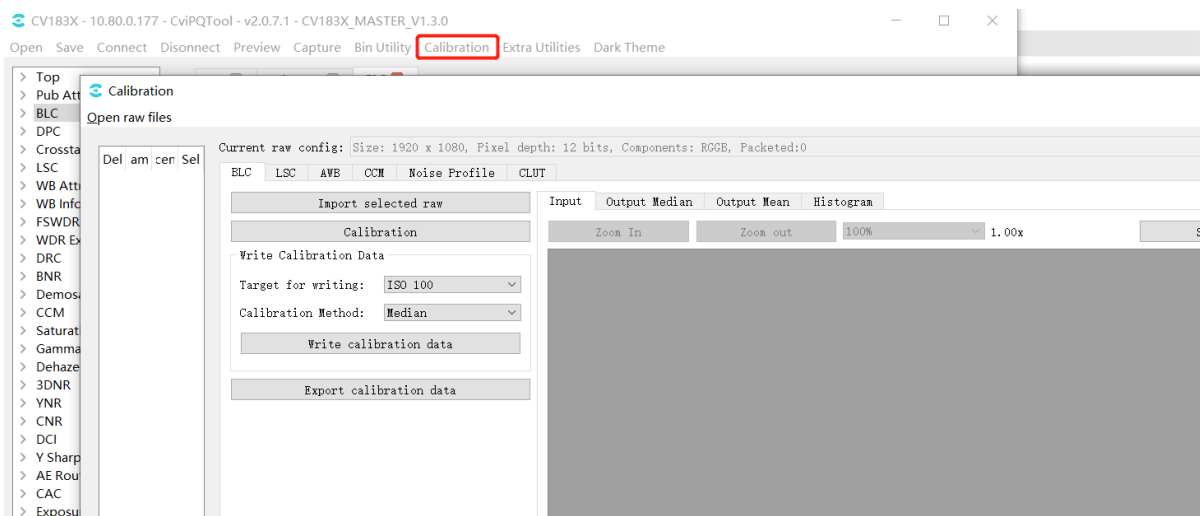 CV183X - 10.80.0.177 - CviPQTool - v2.0.7.1 - CV183X_MASTER_V1.3.0
Open Save Connect Disonnect Preview Capture Bin Utility Calibration Extra Utilities Dark Theme
Top
Pub Att
BLC
DPC
Crossta
LSC
WB Att
WB Info
FSWDR
WDR Ex
DRC
BNR
Demosa
CCM
Saturati
Gamma
Dehaze
3DNR
YNR
CNR
DCI
Y Sharp
AE Rou
CAC
Exposu
Calibration
Open raw files
Del am cen Sel
Current raw config: Size: 1920 x 1080, Pixel depth: 12 bits, Components: RGGB, Packeted:0
BLC LSC AWB CCM Noise Profile CLUT
Import selected raw
Calibration
Write Calibration Data
Target for writing: ISO 100
Calibration Method: Median
Write calibration data
Export calibration data
Input Output Median Output Mean Histogram
Zoom In Zoom out 100% 1.00x S